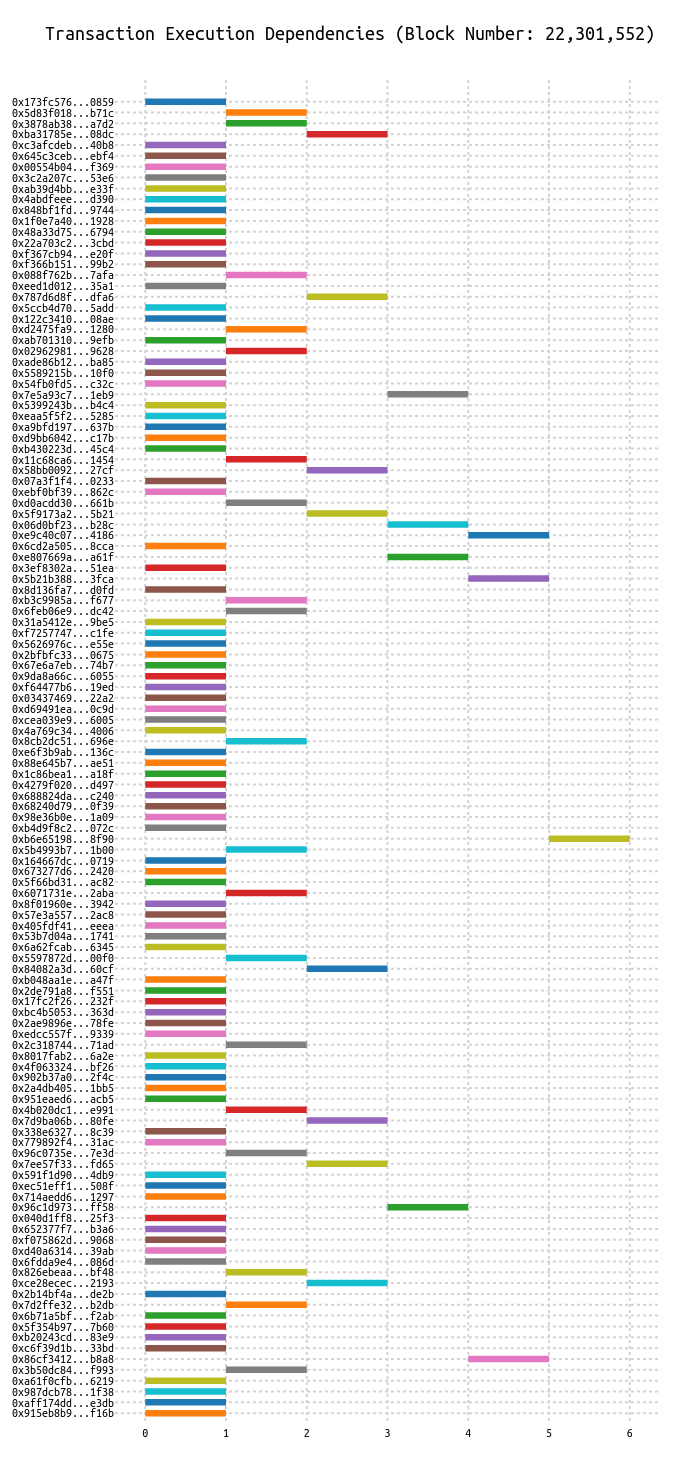 Transaction Execution Dependencies (Block Number: 22,301,552)
0x173fc576...0859
0x5d83f018...b71c
0x3878ab38...a7d2
0xba31785e...08dc
0xc3afcdeb...40b8
0x645c3ceb...ebf4
0x00554b04...f369
0x3c2a207c...53e6
0xab39d4bb...e33f
0x4abdfeee...d390
0x848bf1fd...9744
0x1f0e7a40...1928
0x48a33d75...6794
0x22a703c2...3cbd
0xf367cb94...e20f
0xf366b151...99b2
0x088f762b...7afa
0xeed1d012...35a1
0x787d6d8f...dfa6
0x5ccb4d70...5add
0x122c3410...08ae
0xd2475fa9...1280
0xab701310...9efb
0x02962981...9628
0xade86b12...ba85
0x5589215b...10f0
0x54fb0fd5...c32c
0x7e5a93c7...1eb9
0x5399243b...b4c4
0xeaa5f5f2...5285
0xa9bfd197...637b
0xd9bb6042...c17b
0xb430223d...45c4
0x11c68ca6...1454
0x58bb0092...27cf
0x07a3f1f4...0233
0xebf0bf39...862c
0xd0acdd30...661b
0x5f9173a2...5b21
0x06d0bf23...b28c
0xe9c40c07...4186
0x6cd2a505...8cca
0xe807669a...a61f
0x3ef8302a...51ea
0x5b21b388...3fca
0x8d136fa7...d0fd
0xb3c9985a...f677
0x6feb06e9...dc42
0x31a5412e...9be5
0xf7257747...c1fe
0x5626976c...e55e
0x2bfbfc33...0675
0x67e6a7eb...74b7
0x9da8a66c...6055
0xf64477b6...19ed
0x03437469...22a2
0xd69491ea...0c9d
0xcea039e9...6005
0x4a769c34...4006
0x8cb2dc51...696e
0xe6f3b9ab...136c
0x88e645b7...ae51
0x1c86bea1...a18f
0x4279f020...d497
0x688824da...c240
0x68240d79...0f39
0x98e36b0e...1a09
0xb4d9f8c2...072c
0xb6e65198...8f90
0x5b4993b7...1b00
0x164667dc...0719
0x673277d6...2420
0x5f66bd31...ac82
0x6071731e...2aba
0x8f01960e...3942
0x57e3a557...2ac8
0x405fdf41...eeea
0x53b7d04a...1741
0x6a62fcab...6345
0x5597872d...00f0
0x84082a3d...60cf
0xb048aa1e...a47f
0x2de791a8...f551
0x17fc2f26...232f
0xbc4b5053...363d
0x2ae9896e...78fe
0xedcc557f...9339
0x2c318744...71ad
0x8017fab2...6a2e
0x4f063324...bf26
0x902b37a0...2f4c
0x2a4db405...1bb5
0x951eaed6...acb5
0x4b020dc1...e991
0x7d9ba06b...80fe
0x338e6327...8c39
0x779892f4...31ac
0x96c0735e...7e3d
0x7ee57f33...fd65
0x591f1d90...4db9
0xec51eff1...508f
0x714aedd6...1297
0x96c1d973...ff58
0x040d1ff8...25f3
0x652377f7...b3a6
0xf075862d...9068
0xd40a6314...39ab
0x6fdda9e4...086d
0x826ebeaa...bf48
0xce28ecec...2193
0x2b14bf4a...de2b
0x7d2ffe32...b2db
0x6b71a5bf...f2ab
0x5f354b97...7b60
0xb20243cd...83e9
0xc6f39d1b...33bd
0x86cf3412...b8a8
0x3b50dc84...f993
0xa61f0cfb...6219
0x987dcb78...1f38
0xaff174dd...e3db
0x915eb8b9...f16b
0 1 2 3 4 5 6